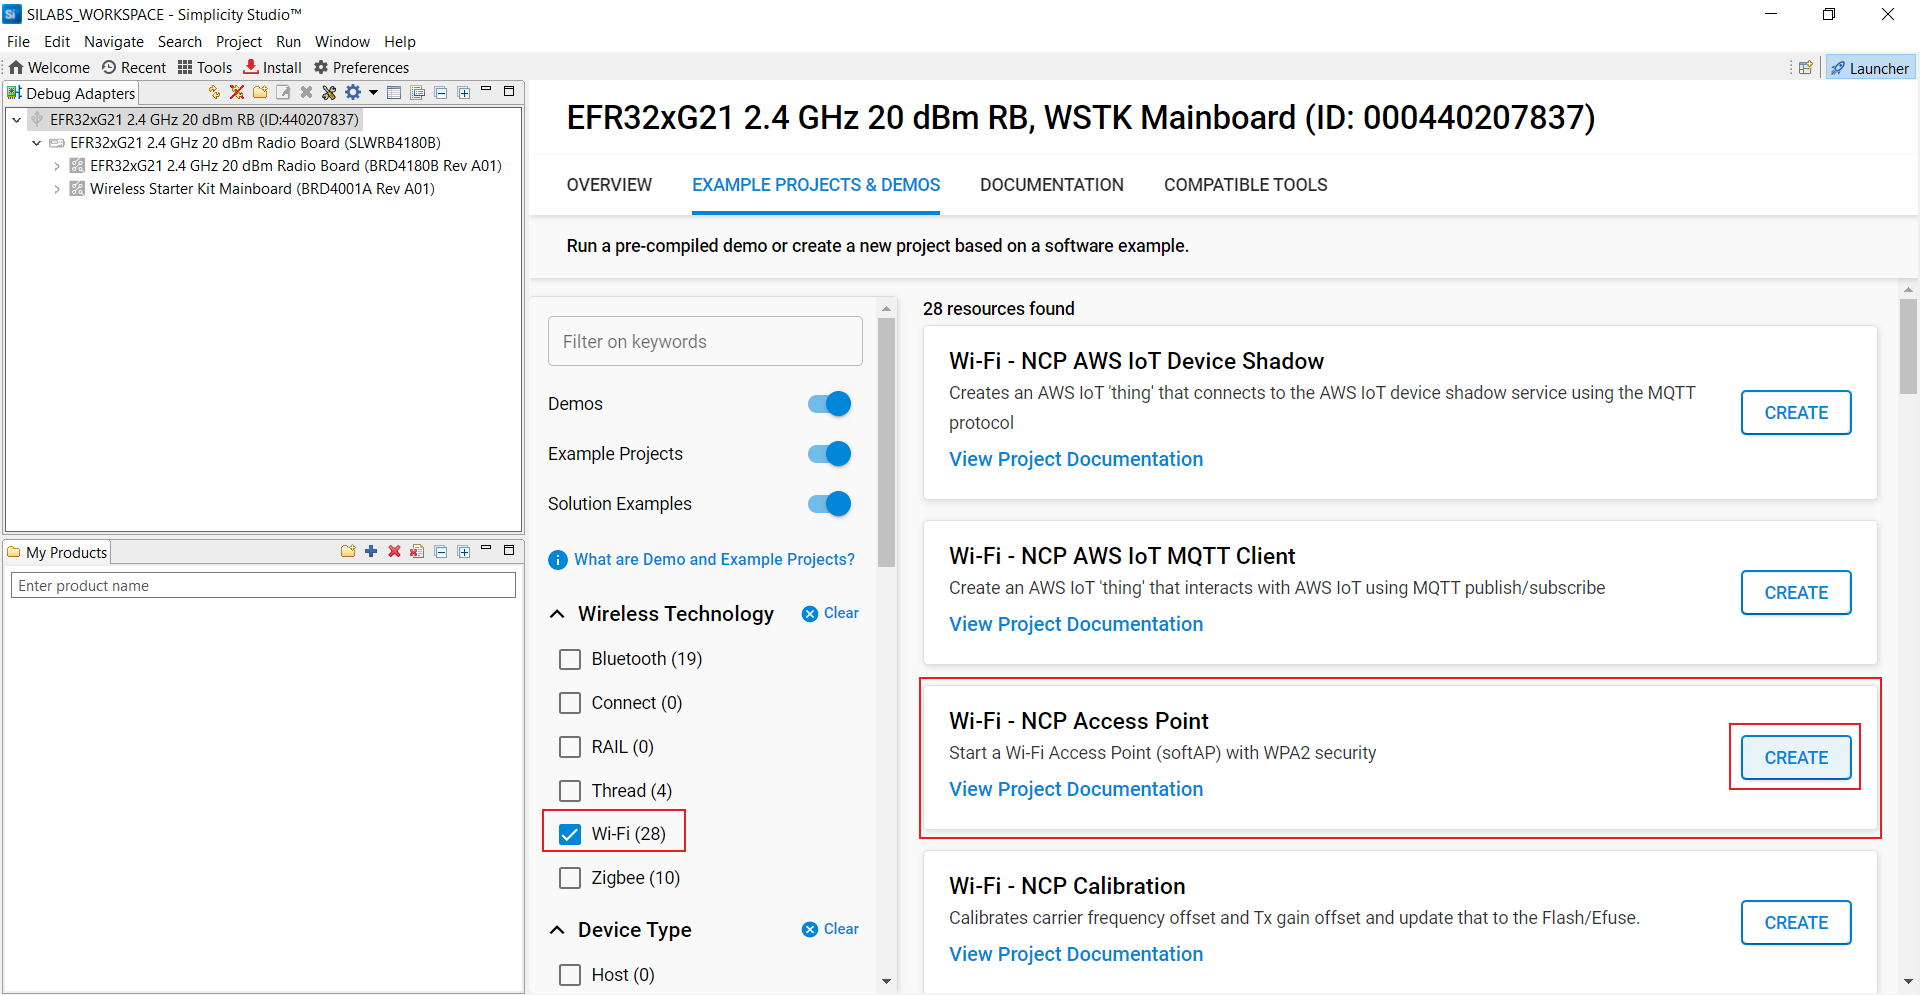 SILABS_WORKSPACE - Simplicity Studio™
File Edit Navigate Search Project Run Window Help
Welcome Recent Tools Install Preferences
Launcher
Debug Adapters
EFR32xG21 2.4 GHz 20 dBm RB (ID:440207837)
EFR32xG21 2.4 GHz 20 dBm Radio Board (SLWRB4180B)
EFR32xG21 2.4 GHz 20 dBm Radio Board (BRD4180B Rev A01)
Wireless Starter Kit Mainboard (BRD4001A Rev A01)
My Products
Enter product name
EFR32xG21 2.4 GHz 20 dBm RB, WSTK Mainboard (ID: 000440207837)
OVERVIEW EXAMPLE PROJECTS & DEMOS DOCUMENTATION COMPATIBLE TOOLS
Run a pre-compiled demo or create a new project based on a software example.
Filter on keywords
Demos
Example Projects
Solution Examples
What are Demo and Example Projects?
Wireless Technology Clear
Bluetooth (19)
Connect (0)
RAIL (0)
Thread (4)
Wi-Fi (28)
Zigbee (10)
Device Type Clear
Host (0)
28 resources found
Wi-Fi - NCP AWS IoT Device Shadow
Creates an AWS IoT 'thing' that connects to the AWS IoT device shadow service using the MQTT
protocol
CREATE
View Project Documentation
Wi-Fi - NCP AWS IoT MQTT Client
Create an AWS IoT 'thing' that interacts with AWS IoT using MQTT publish/subscribe
CREATE
View Project Documentation
Wi-Fi - NCP Access Point
Start a Wi-Fi Access Point (softAP) with WPA2 security
CREATE
View Project Documentation
Wi-Fi - NCP Calibration
Calibrates carrier frequency offset and Tx gain offset and update that to the Flash/Efuse.
CREATE
View Project Documentation